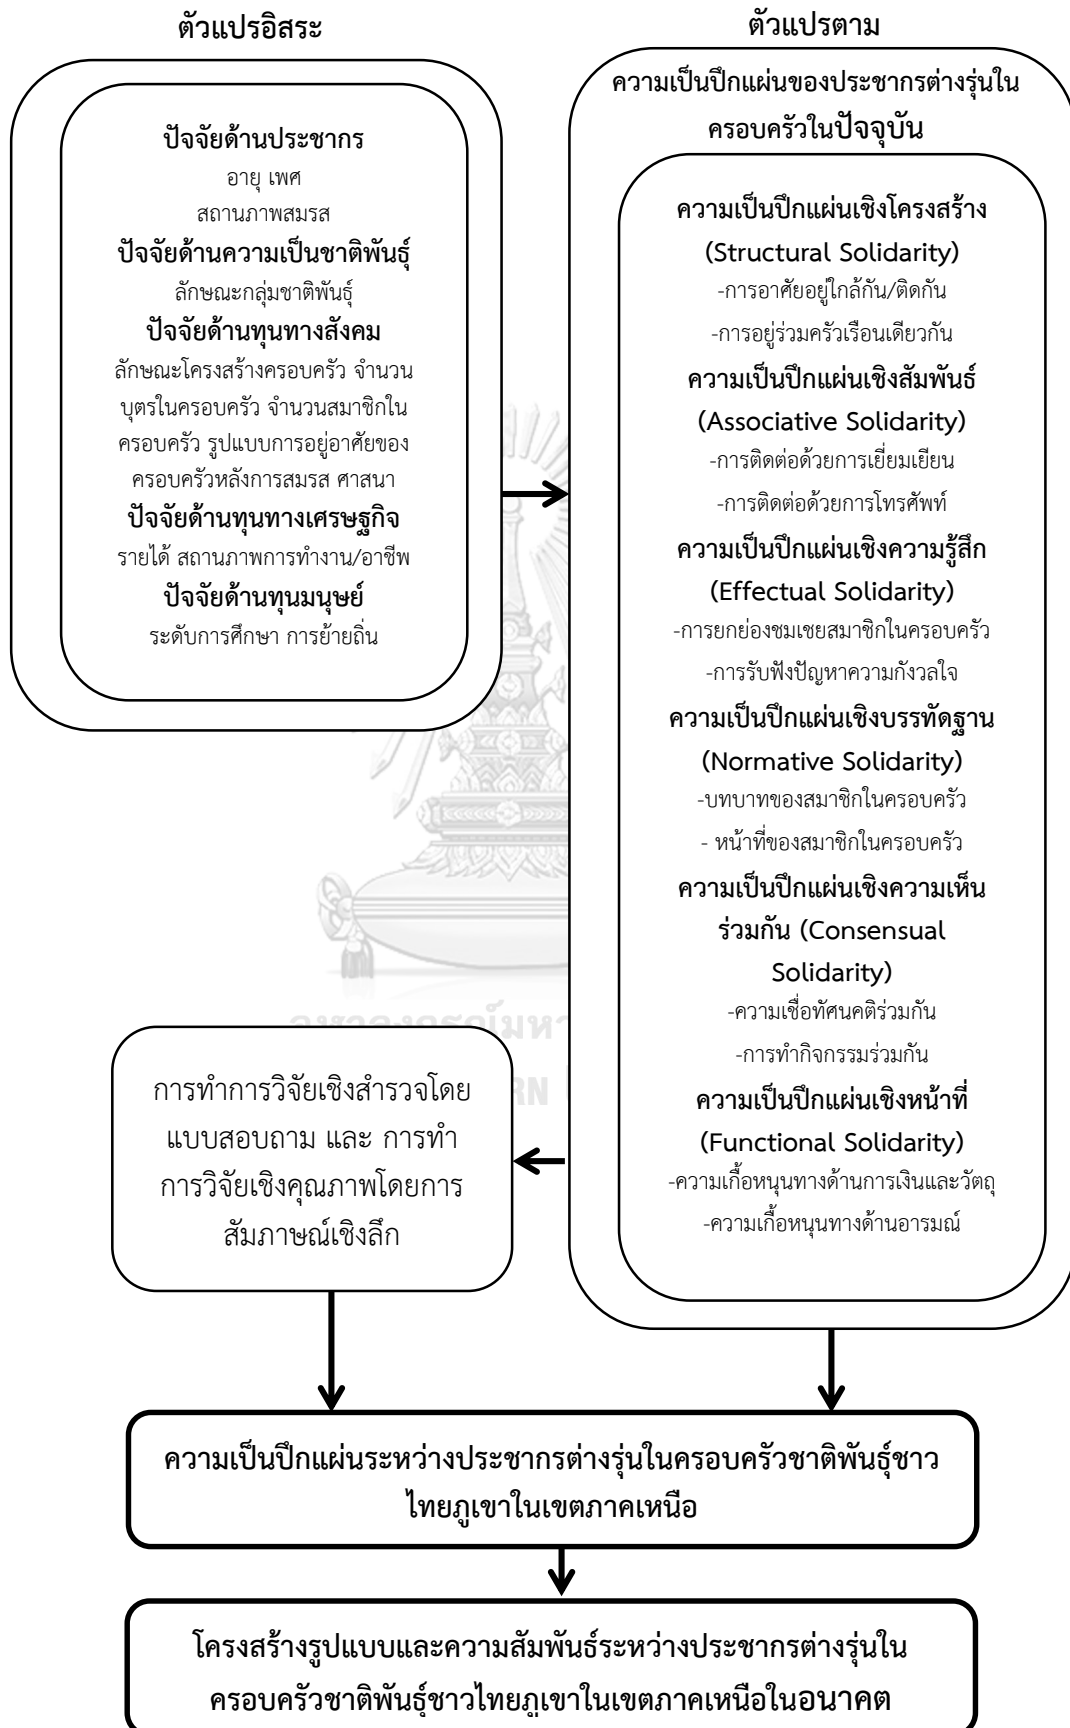 ตัวแปรอิสระ
ปัจจัยด้านประชากร
อายุ เพศ
สถานภาพสมรส
ปัจจัยด้านความเป็นชาติพันธุ์
ลักษณะกลุ่มชาติพันธุ์
ปัจจัยด้านทุนทางสังคม
ลักษณะโครงสร้างครอบครัว จำนวน
บุตรในครอบครัว จำนวนสมาชิกใน
ครอบครัว รูปแบบการอยู่อาศัยของ
ครอบครัวหลังการสมรส ศาสนา
ปัจจัยด้านทุนทางเศรษฐกิจ
รายได้ สถานภาพการทำงาน/อาชีพ
ปัจจัยด้านทุนมนุษย์
ระดับการศึกษา การย้ายถิ่น
ตัวแปรตาม
ความเป็นปึกแผ่นของประชากรต่างรุ่นใน
ครอบครัวในปัจจุบัน
ความเป็นปึกแผ่นเชิงโครงสร้าง
(Structural Solidarity)
-การอาศัยอยู่ใกล้กัน/ติดกัน
-การอยู่ร่วมครัวเรือนเดียวกัน
ความเป็นปึกแผ่นเชิงสัมพันธ์
(Associative Solidarity)
-การติดต่อด้วยการเยี่ยมเยียน
-การติดต่อด้วยการโทรศัพท์
ความเป็นปึกแผ่นเชิงความรู้สึก
(Effectual Solidarity)
-การยกย่องชมเชยสมาชิกในครอบครัว
-การรับฟังปัญหาความกังวลใจ
ความเป็นปึกแผ่นเชิงบรรทัดฐาน
(Normative Solidarity)
-บทบาทของสมาชิกในครอบครัว
- หน้าที่ของสมาชิกในครอบครัว
ความเป็นปึกแผ่นเชิงความเห็น
ร่วมกัน (Consensual
Solidarity)
-ความเชื่อทัศนคติร่วมกัน
-การทำกิจกรรมร่วมกัน
ความเป็นปึกแผ่นเชิงหน้าที่
(Functional Solidarity)
-ความเกื้อหนุนทางด้านการเงินและวัตถุ
-ความเกื้อหนุนทางด้านอารมณ์
การทำการวิจัยเชิงสำรวจโดย
แบบสอบถาม และ การทำ
การวิจัยเชิงคุณภาพโดยการ
สัมภาษณ์เชิงลึก
ความเป็นปึกแผ่นระหว่างประชากรต่างรุ่นในครอบครัวชาติพันธุ์ชาว
ไทยภูเขาในเขตภาคเหนือ
โครงสร้างรูปแบบและความสัมพันธ์ระหว่างประชากรต่างรุ่นใน
ครอบครัวชาติพันธุ์ชาวไทยภูเขาในเขตภาคเหนือในอนาคต